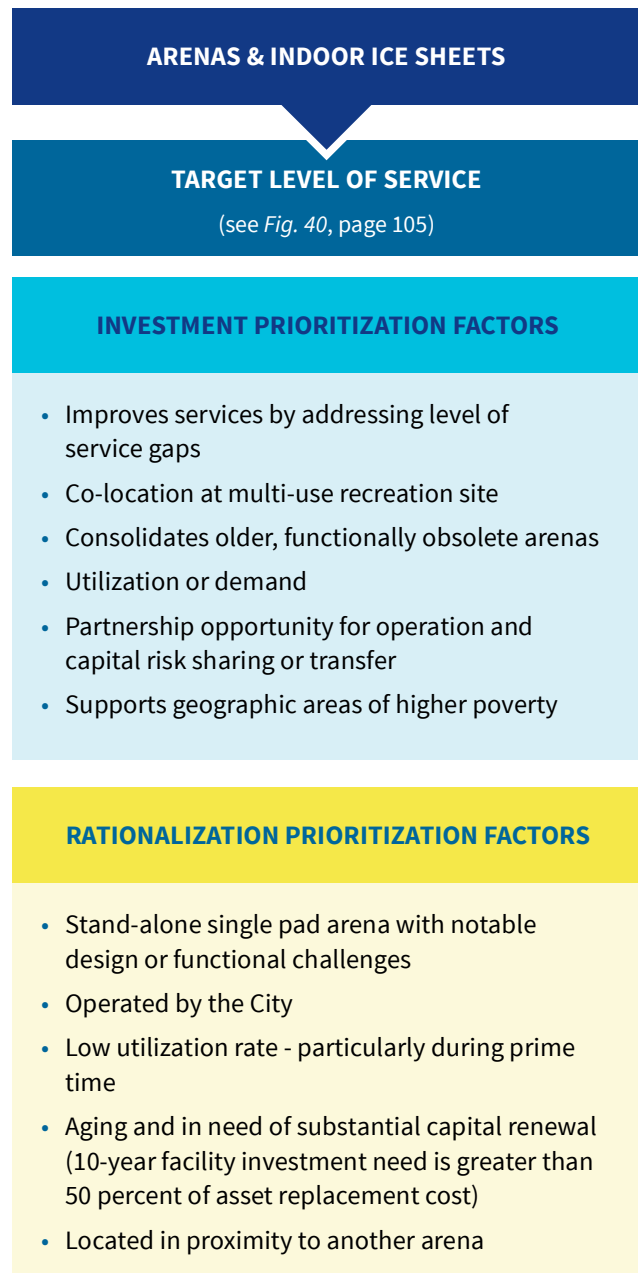 ARENAS & INDOOR ICE SHEETS
TARGET LEVEL OF SERVICE
(see Fig. 40, page 105)
INVESTMENT PRIORITIZATION FACTORS
• Improves services by addressing level of
service gaps
• Co-location at multi-use recreation site
• Consolidates older, functionally obsolete arenas
• Utilization or demand
• Partnership opportunity for operation and
capital risk sharing or transfer
• Supports geographic areas of higher poverty
RATIONALIZATION PRIORITIZATION FACTORS
• Stand-alone single pad arena with notable
design or functional challenges
• Operated by the City
• Low utilization rate - particularly during prime
time
• Aging and in need of substantial capital renewal
(10-year facility investment need is greater than
50 percent of asset replacement cost)
• Located in proximity to another arena